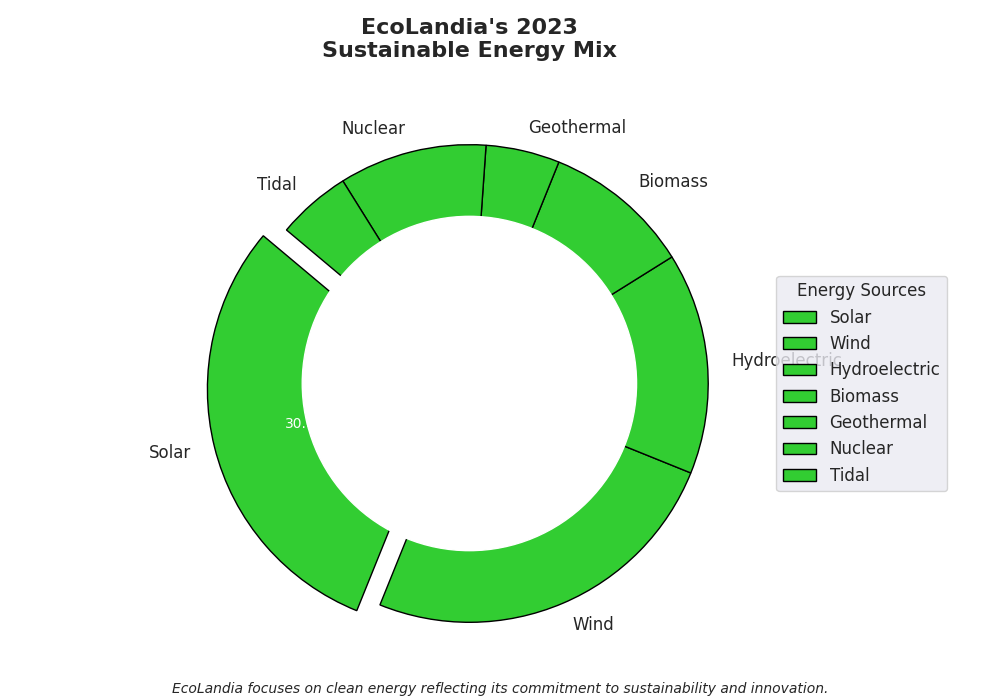 EcoLandia's 2023
Sustainable Energy Mix
Nuclear
Geothermal
Tidal
Biomass
Hydroelectric
Solar
Wind
30.
Energy Sources
Solar
Wind
Hydroelectric
Biomass
Geothermal
Nuclear
Tidal
EcoLandia focuses on clean energy reflecting its commitment to sustainability and innovation.